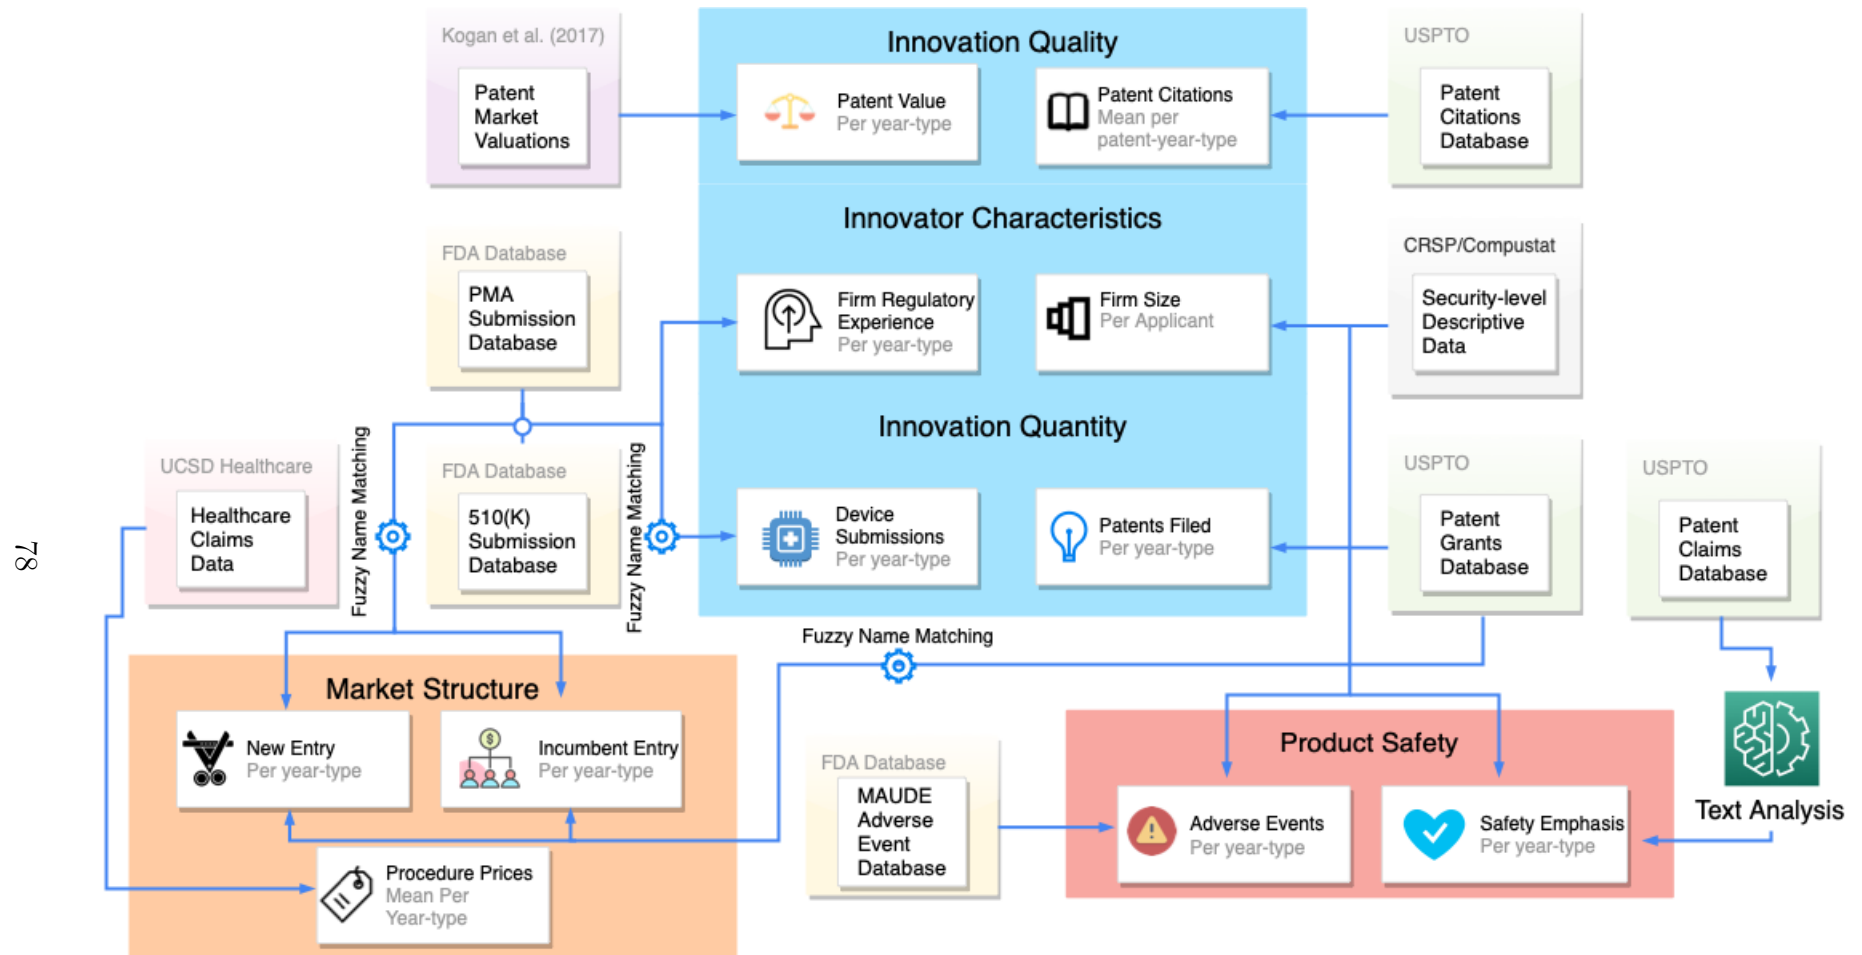 Kogan et al. (2017)
Patent
Market
Valuations
Innovation Quality
Patent Value
Per year-type
Patent Citations
Mean per
patent-year-type
USPTO
Patent
Citations
Database
Innovator Characteristics
FDA Database
PMA
Submission
Database
Firm Regulatory
Experience
Per year-type
Firm Size
Per Applicant
CRSP/Compustat
Security-level
Descriptive
Data
Innovation Quantity
UCSD Healthcare
Healthcare
Claims
Data
Fuzzy Name Matching
FDA Database
510(K)
Submission
Database
Fuzzy Name Matching
Device
Submissions
Per year-type
Patents Filed
Per year-type
USPTO
Patent
Grants
Database
USPTO
Patent
Claims
Database
78
Fuzzy Name Matching
Market Structure
New Entry
Per year-type
Incumbent Entry
Per year-type
$
Procedure Prices
Mean Per
Year-type
FDA Database
MAUDE
Adverse
Event
Database
Product Safety
Adverse Events
Per year-type
Safety Emphasis
Per year-type
Text Analysis